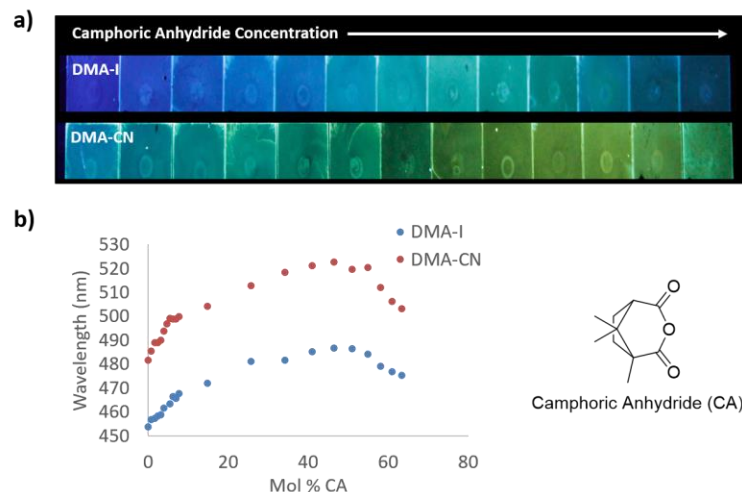 a)
Camphoric Anhydride Concentration
DMA-I
DMA-CN
b)
DMA-I
DMA-CN
530
520
510
500
490
480
470
460
450
Wavelength (nm)
0 20 40 60 80
Mol % CA
O
O
O
Camphoric Anhydride (CA)